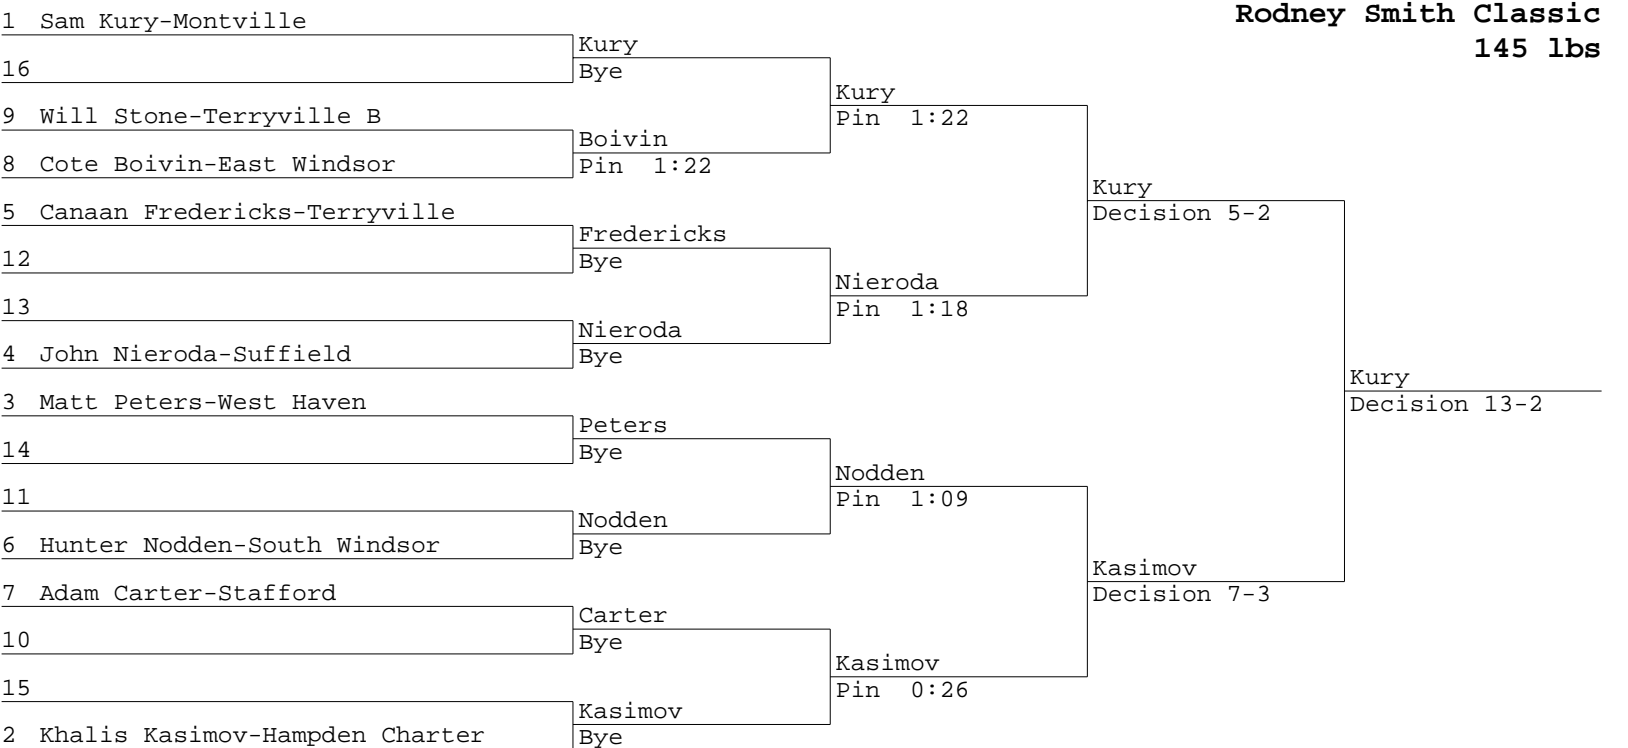 Rodney Smith Classic
145 lbs
1 Sam Kury-Montville
16
9 Will Stone-Terryville B
8 Cote Boivin-East Windsor
5 Canaan Fredericks-Terryville
12
13
4 John Nieroda-Suffield
3 Matt Peters-West Haven
14
11
6 Hunter Nodden-South Windsor
7 Adam Carter-Stafford
10
15
2 Khalis Kasimov-Hampden Charter
Kury
Bye
Boivin
Pin 1:22
Fredericks
Bye
Nieroda
Bye
Peters
Bye
Nodden
Bye
Carter
Bye
Kasimov
Bye
Kury
Pin 1:22
Nieroda
Pin 1:18
Nodden
Pin 1:09
Kasimov
Pin 0:26
Kury
Decision 5-2
Kasimov
Decision 7-3
Kury
Decision 13-2